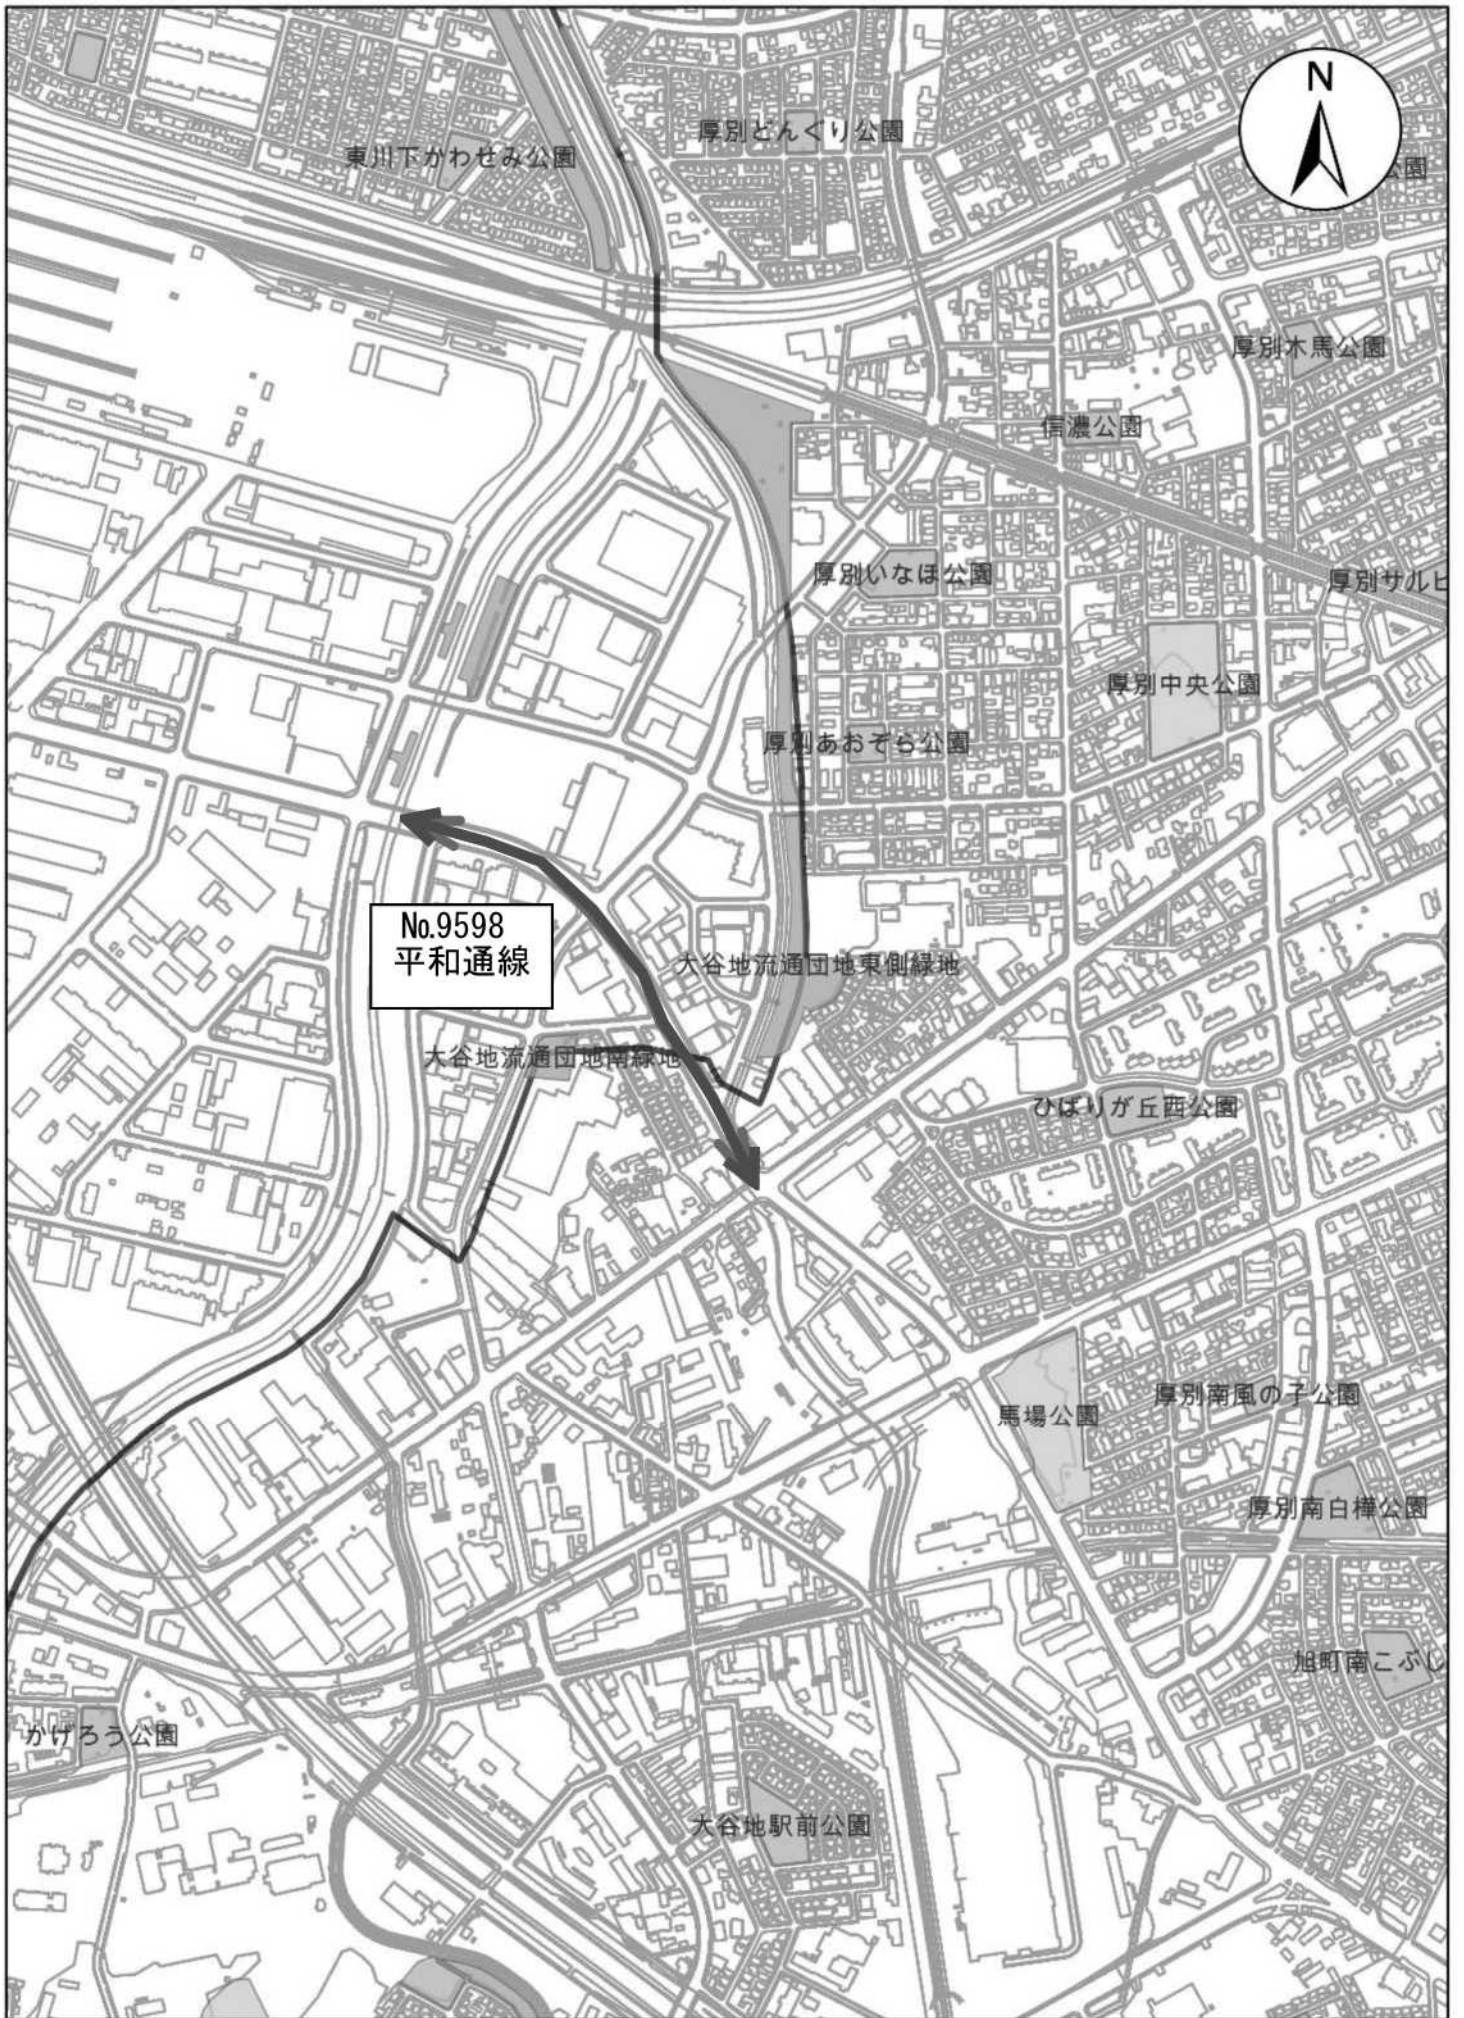 N
厚別どんぐり公園
東川下かわせみ公園
公園
厚別木馬公園
信濃公園
厚別いなほ公園
厚別サルビ
厚別中央公園
厚別あおぞら公園
No.9598
平和通線
大谷地流通団地東側緑地
大谷地流通団地南緑地
ひばりが丘西公園
厚別南風の子公園
馬場公園
厚別南白樺公園
旭町南こぶし
かげろう公園
大谷地駅前公園